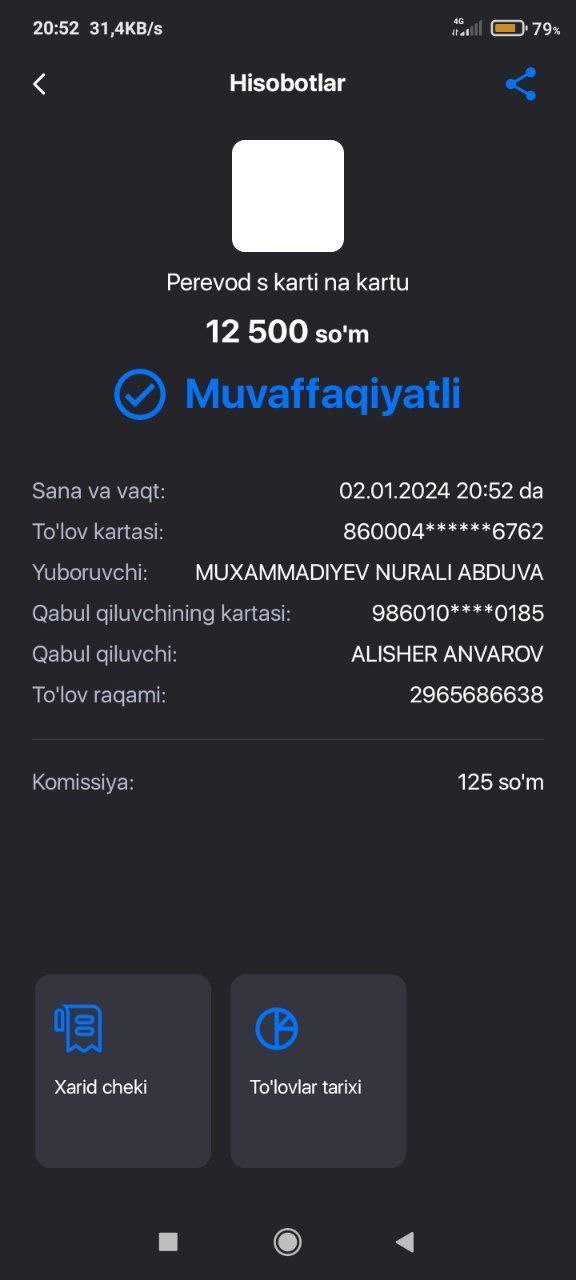 20:52 31,4KB/s 4G 79%
Hisobotlar
Perevod s karti na kartu
12 500 so'm
Muvaffaqiyatli
Sana va vaqt: 02.01.2024 20:52 da
To'lov kartasi: 860004******6762
Yuboruvchi: MUXAMMADIYEV NURALI ABDUVA
Qabul qiluvchining kartasi: 986010****0185
Qabul qiluvchi: ALISHER ANVAROV
To'lov raqami: 2965686638
Komissiya: 125 so'm
Xarid cheki
To'lovlar tarixi